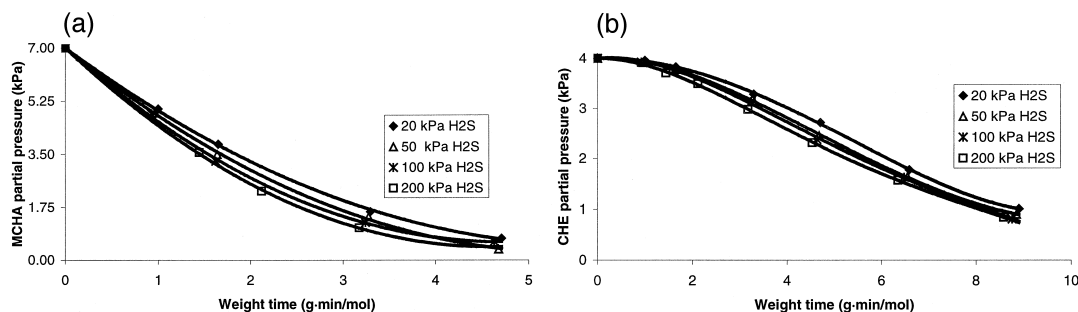 (a)
MCHA partial pressure (kPa)
7.00
5.25
3.50
1.75
0.00
0 1 2 3 4 5
Weight time (g·min/mol)
20 kPa H2S
50 kPa H2S
100 kPa H2S
200 kPa H2S
(b)
CHE partial pressure (kPa)
4
3
2
1
0
0 2 4 6 8 10
Weight time (g·min/mol)
20 kPa H2S
50 kPa H2S
100 kPa H2S
200 kPa H2S